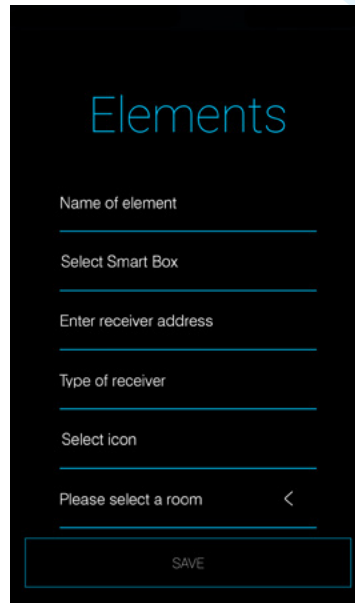 Elements
Name of element
Select Smart Box
Enter receiver address
Type of receiver
Select icon
Please select a room
SAVE